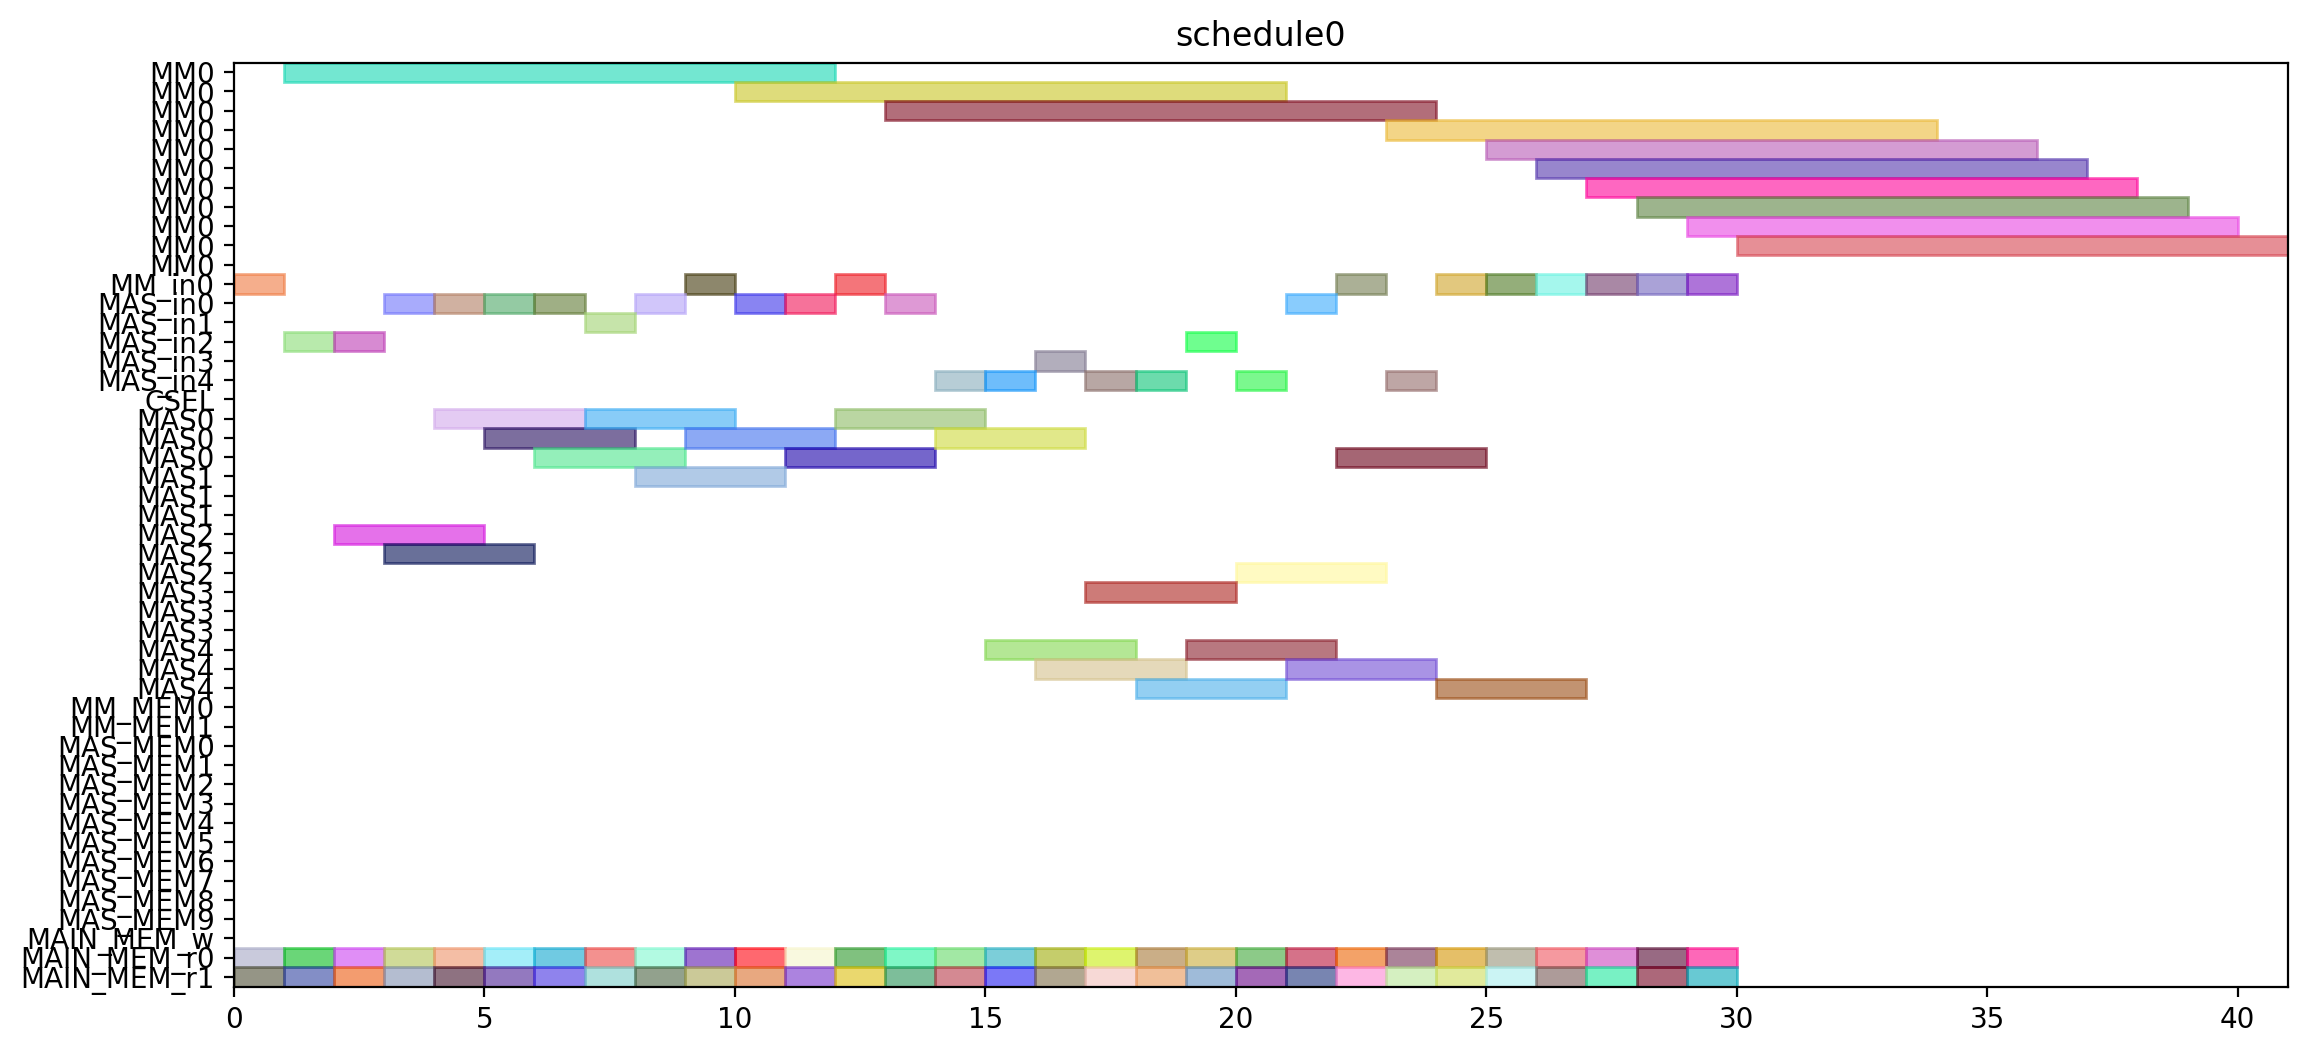 schedule0
MM0
MM0
MM0
MM0
MM0
MM0
MM0
MM0
MM0
MM0
MM0
MM_in0
MAS_in0
MAS_in1
MAS_in2
MAS_in3
MAS_in4
CSEL
MAS0
MAS0
MAS0
MAS1
MAS1
MAS1
MAS2
MAS2
MAS2
MAS3
MAS3
MAS3
MAS4
MAS4
MAS4
MM_MEM0
MM_MEM1
MAS_MEM0
MAS_MEM1
MAS_MEM2
MAS_MEM3
MAS_MEM4
MAS_MEM5
MAS_MEM6
MAS_MEM7
MAS_MEM8
MAS_MEM9
MAIN_MEM_w
MAIN_MEM_r0
MAIN_MEM_r1
0 5 10 15 20 25 30 35 40